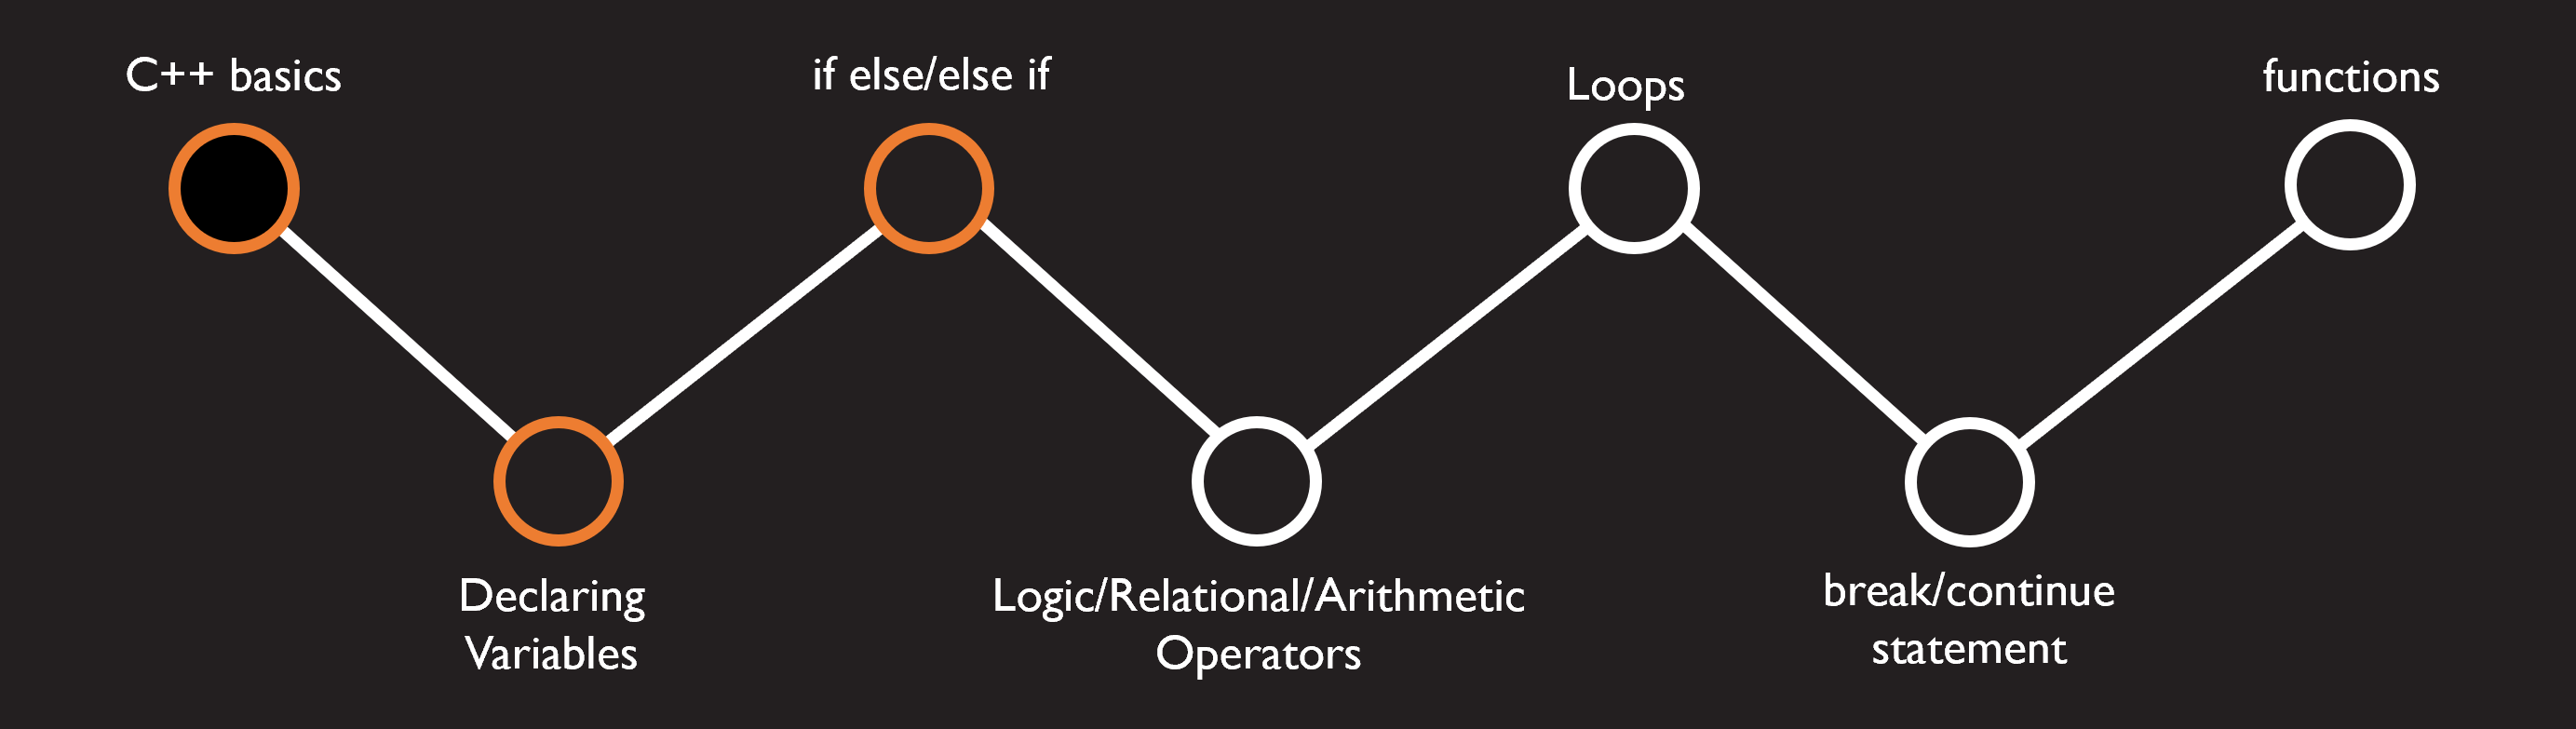 C++ basics
if else/else if
Loops
functions
Declaring
Variables
Logic/Relational/Arithmetic
Operators
break/continue
statement